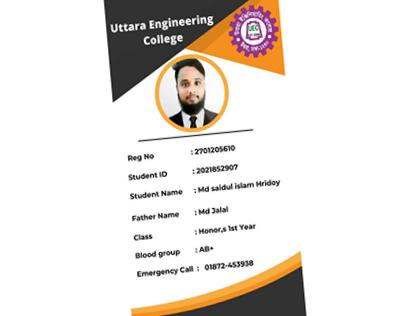 Uttara Engineering
College
UEC
Reg No : 2701205610
Student ID : 2021852907
Student Name : Md saidul islam Hridoy
Father Name : Md Jalal
Class : Honor,s 1st Year
Blood group : AB+
Emergency Call : 01872-453938